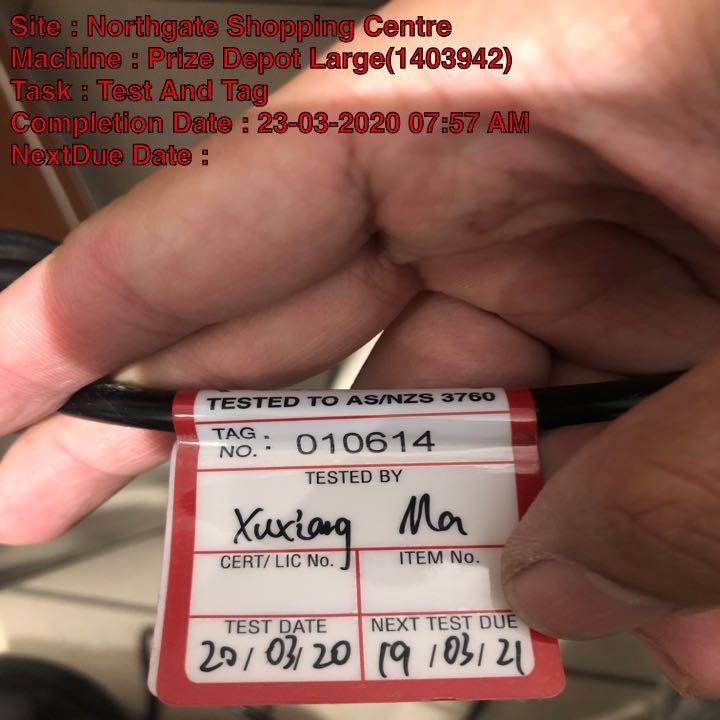 Site : Northgate Shopping Centre
Machine : Prize Depot Large(1403942)
Task : Test And Tag
Completion Date : 23-03-2020 07:57 AM
NextDue Date :
TESTED TO AS/NZS 3760
TAG NO. : 010614
TESTED BY
Xuxiang Ma
CERT/ LIC No. ITEM No.
TEST DATE NEXT TEST DUE
20/03/20 19/03/21